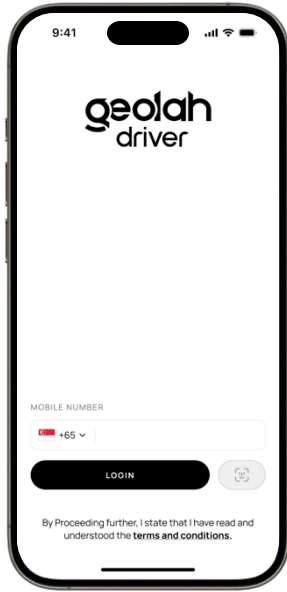 9:41
geolah
driver
MOBILE NUMBER
+65
LOGIN
By Proceeding further, I state that I have read and
understood the terms and conditions.